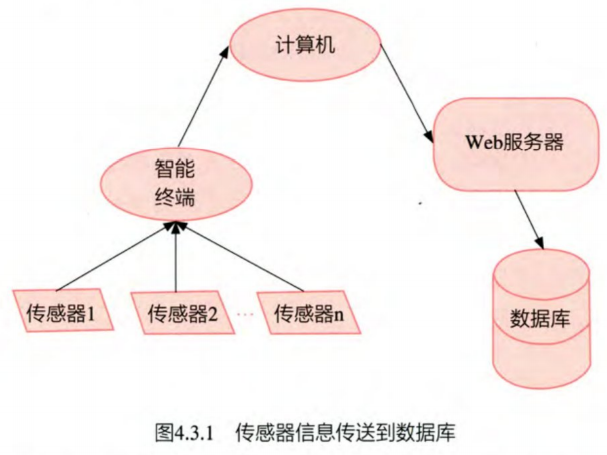 计算机
Web服务器
智能
终端
传感器1
传感器2
…
传感器n
数据库
图4.3.1 传感器信息传送到数据库